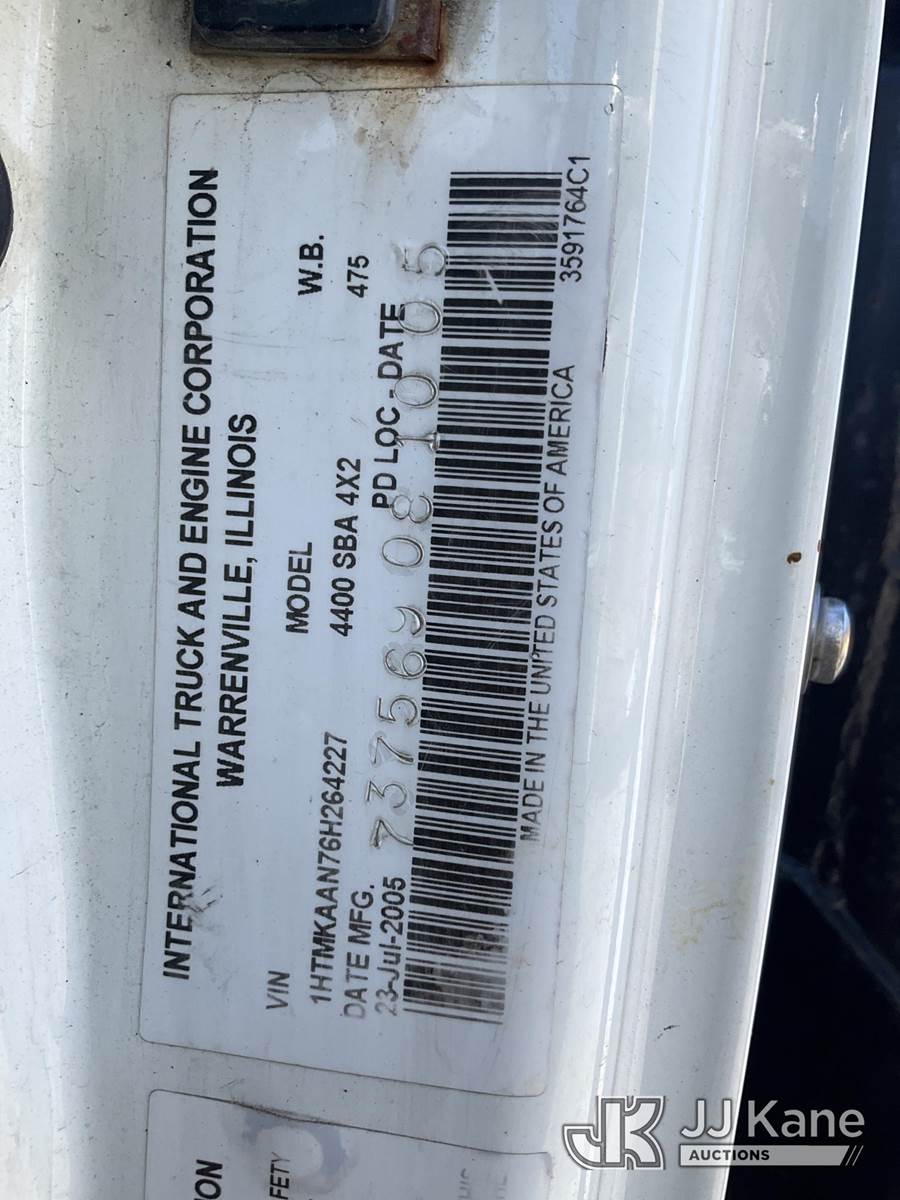 INTERNATIONAL TRUCK AND ENGINE CORPORATION
WARRENVILLE, ILLINOIS
VIN MODEL W.B.
1HTMKAAN76H264227 4400 SBA 4X2 475
DATE MFG. PD LOC - DATE
23-Jul-2005 737569 08 1005
MADE IN THE UNITED STATES OF AMERICA 3591764C1
JK JJ Kane
AUCTIONS